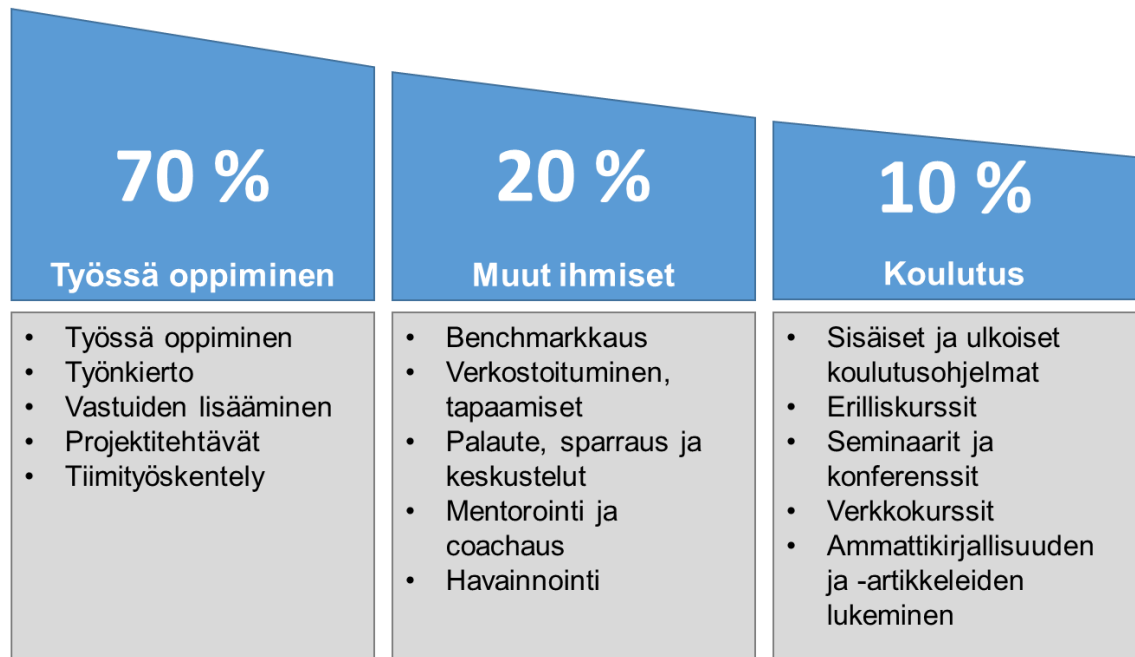 70 %
Työssä oppiminen
• Työssä oppiminen
• Työnkierto
• Vastuiden lisääminen
• Projektitehtävät
• Tiimityöskentely
20 %
Muut ihmiset
• Benchmarkkaus
• Verkostoituminen,
tapaamiset
• Palaute, sparraus ja
keskustelut
• Mentorointi ja
coachaus
• Havainnointi
10 %
Koulutus
• Sisäiset ja ulkoiset
koulutusohjelmat
• Erilliskurssit
• Seminaarit ja
konferenssit
• Verkkokurssit
• Ammattikirjallisuuden
ja -artikkeleiden
lukeminen